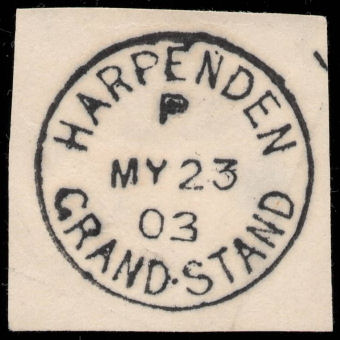 HARPENDEN
P
MY 23
03
GRAND·STAND